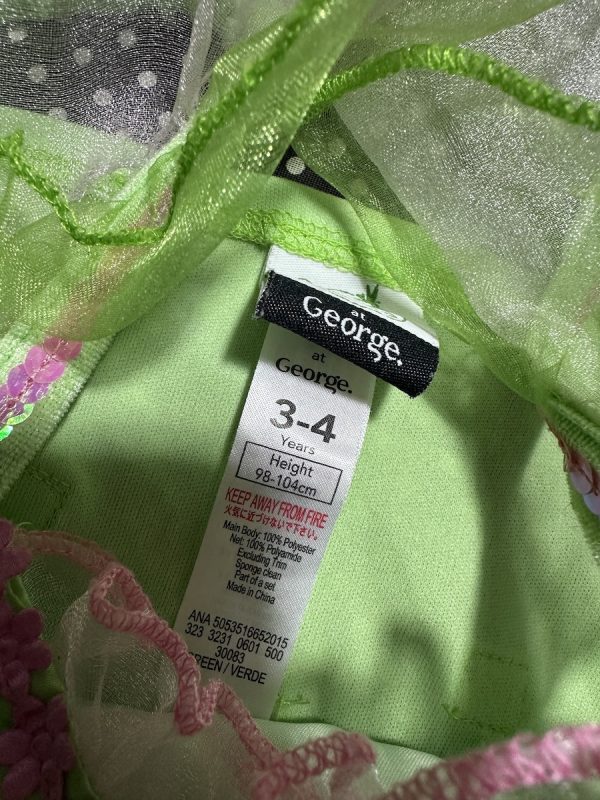 at
George.
at
George.
3-4
Years
Height
98-104cm
KEEP AWAY FROM FIRE
火気に近づけないで下さい。
Main Body: 100% Polyester
Net: 100% Polyamide
Excluding Trim
Sponge clean
Part of a set
Made in China
ANA 5053516652015
323 3231 0601 500
30083
GREEN / VERDE